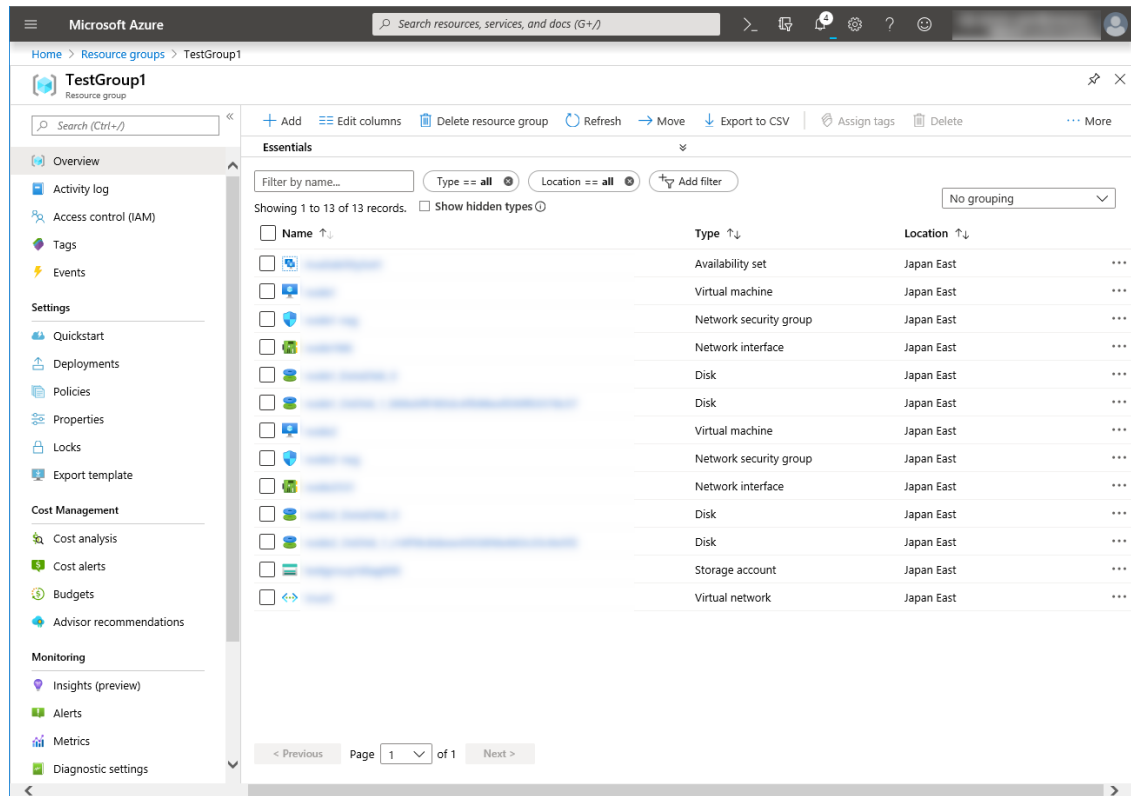 Microsoft Azure
Search resources, services, and docs (G+/)
4
Home > Resource groups > TestGroup1
TestGroup1
Resource group
Search (Ctrl+/)
Overview
Activity log
Access control (IAM)
Tags
Events
Settings
Quickstart
Deployments
Policies
Properties
Locks
Export template
Cost Management
Cost analysis
Cost alerts
Budgets
Advisor recommendations
Monitoring
Insights (preview)
Alerts
Metrics
Diagnostic settings
Add Edit columns Delete resource group Refresh Move Export to CSV Assign tags Delete ... More
Essentials
Filter by name... Type == all Location == all Add filter
Showing 1 to 13 of 13 records. Show hidden types No grouping
Name Type Location
Availability set Japan East
Virtual machine Japan East
Network security group Japan East
Network interface Japan East
Disk Japan East
Disk Japan East
Virtual machine Japan East
Network security group Japan East
Network interface Japan East
Disk Japan East
Disk Japan East
Storage account Japan East
Virtual network Japan East
< Previous Page 1 of 1 Next >